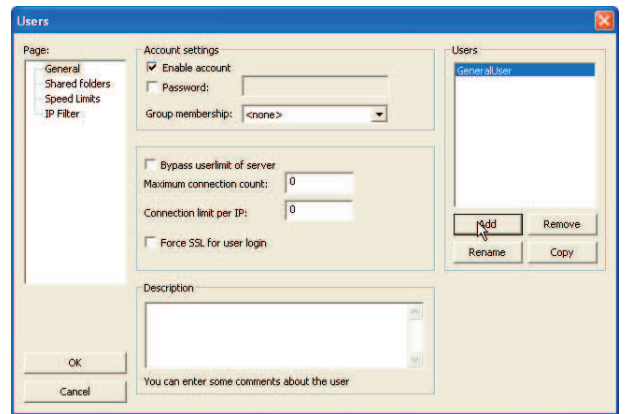 Users
Page:
General
Shared folders
Speed Limits
IP Filter
OK
Cancel
Account settings
Enable account
Password:
Group membership: <none>
Bypass userlimit of server
Maximum connection count: 0
Connection limit per IP: 0
Force SSL for user login
Description
You can enter some comments about the user
Users
GeneralUser
Add Remove
Rename Copy